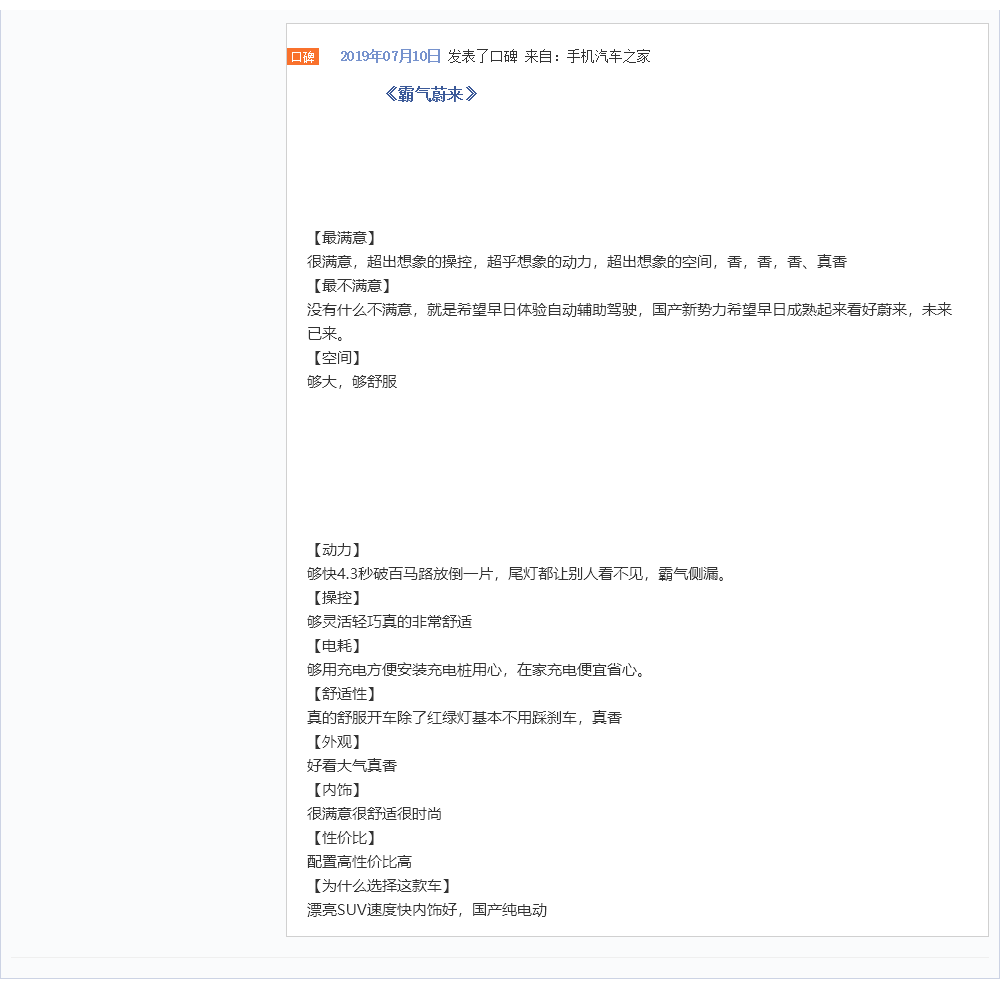 口碑 2019年07月10日 发表了口碑 来自：手机汽车之家
《霸气蔚来》
【最满意】
很满意，超出想象的操控，超乎想象的动力，超出想象的空间，香，香，香、真香
【最不满意】
没有什么不满意，就是希望早日体验自动辅助驾驶，国产新势力希望早日成熟起来看好蔚来，未来
已来。
【空间】
够大，够舒服
【动力】
够快4.3秒破百马路放倒一片，尾灯都让别人看不见，霸气侧漏。
【操控】
够灵活轻巧真的非常舒适
【电耗】
够用充电方便安装充电桩用心，在家充电便宜省心。
【舒适性】
真的舒服开车除了红绿灯基本不用踩刹车，真香
【外观】
好看大气真香
【内饰】
很满意很舒适很时尚
【性价比】
配置高性价比高
【为什么选择这款车】
漂亮SUV速度快内饰好，国产纯电动